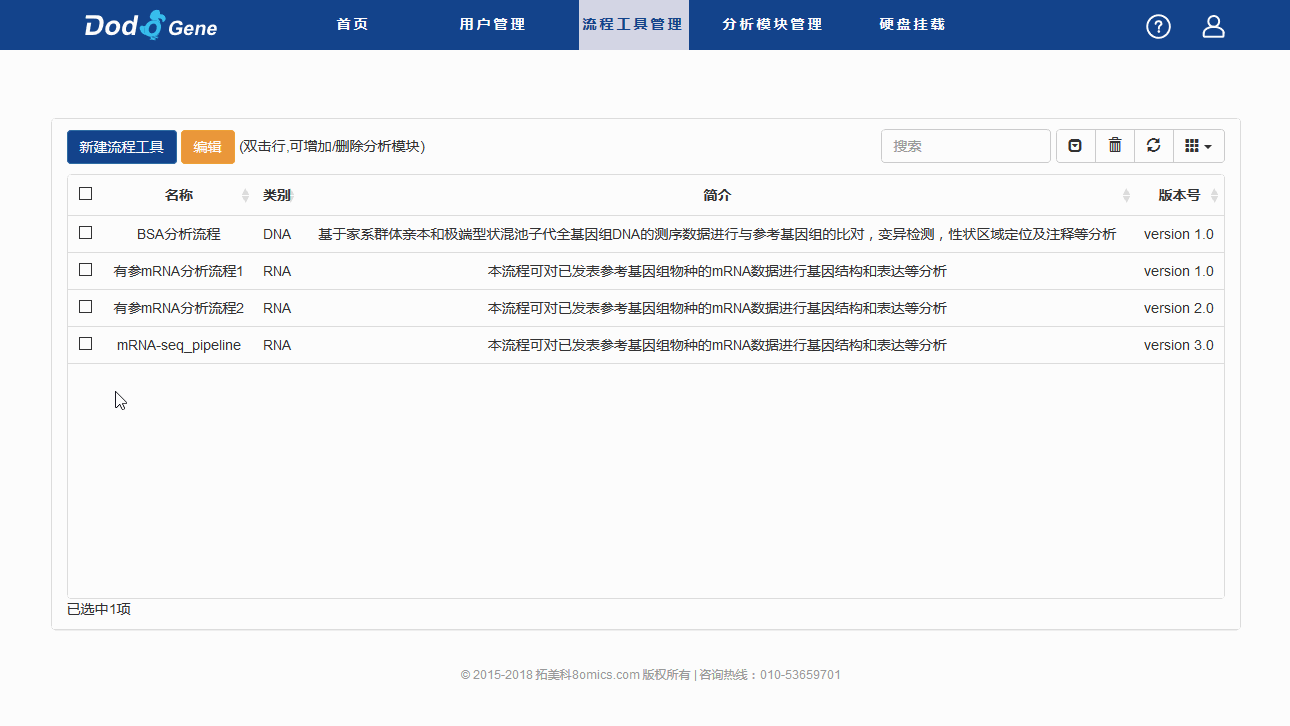 Dodo Gene 首页 用户管理 流程工具管理 分析模块管理 硬盘挂载
新建流程工具 编辑 (双击行,可增加/删除分析模块) 搜索
名称 类别 简介 版本号
BSA分析流程 DNA 基于家系群体亲本和极端型状混池子代全基因组DNA的测序数据进行与参考基因组的比对，变异检测，性状区域定位及注释等分析 version 1.0
有参mRNA分析流程1 RNA 本流程可对已发表参考基因组物种的mRNA数据进行基因结构和表达等分析 version 1.0
有参mRNA分析流程2 RNA 本流程可对已发表参考基因组物种的mRNA数据进行基因结构和表达等分析 version 2.0
mRNA-seq_pipeline RNA 本流程可对已发表参考基因组物种的mRNA数据进行基因结构和表达等分析 version 3.0
已选中1项
© 2015-2018 拓美科8omics.com 版权所有 | 咨询热线：010-53659701